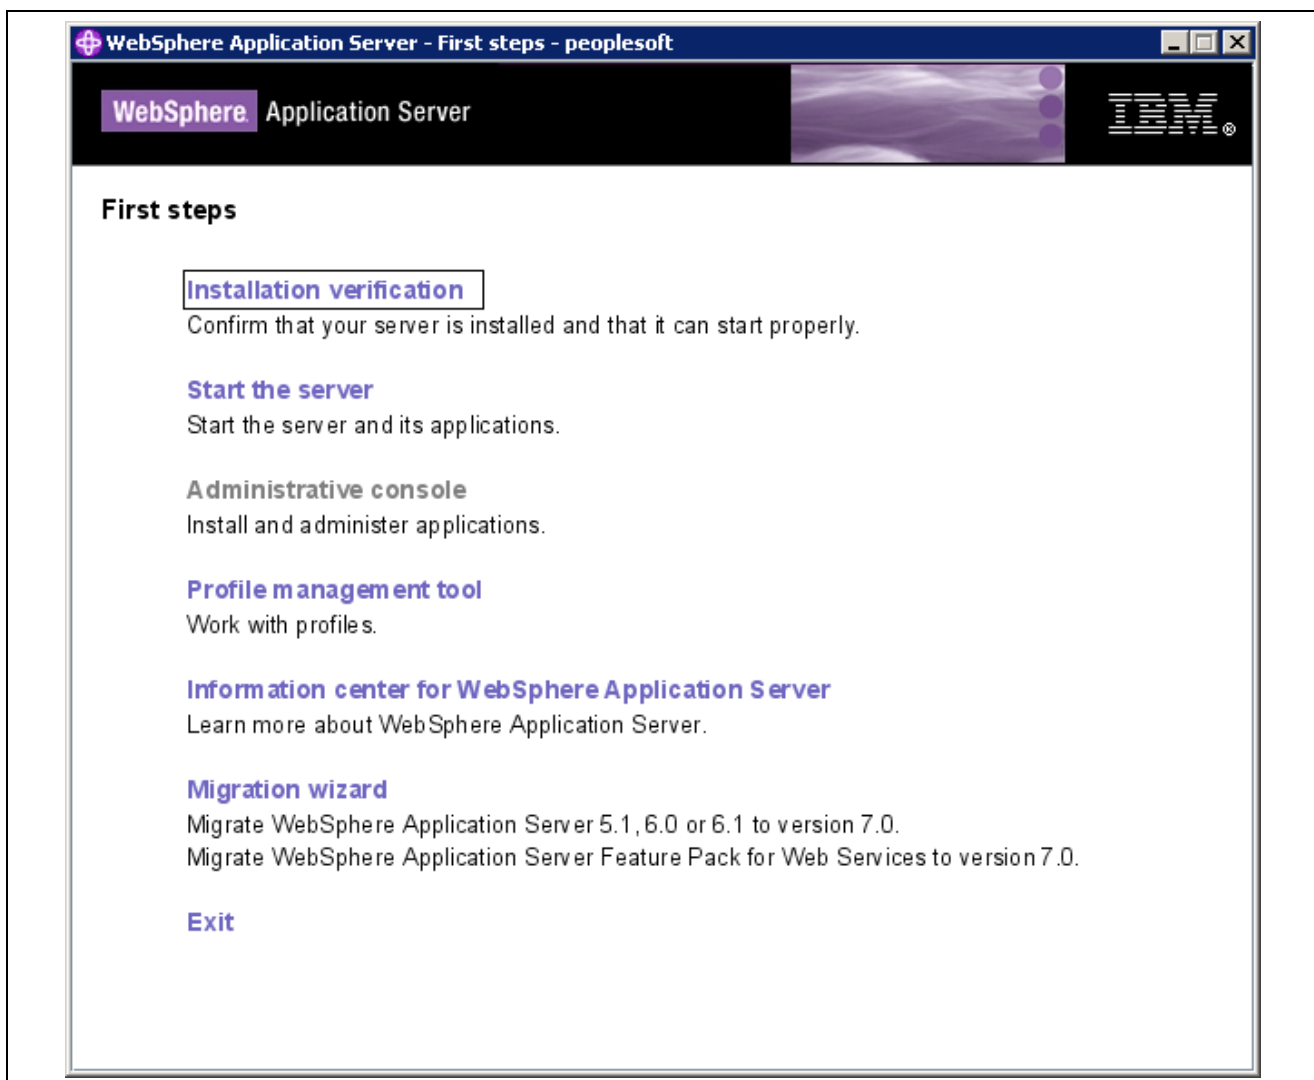 WebSphere Application Server - First steps - peoplesoft
WebSphere. Application Server
IBM®
First steps
Installation verification
Confirm that your server is installed and that it can start properly.
Start the server
Start the server and its applications.
Administrative console
Install and administer applications.
Profile management tool
Work with profiles.
Information center for WebSphere Application Server
Learn more about WebSphere Application Server.
Migration wizard
Migrate WebSphere Application Server 5.1, 6.0 or 6.1 to version 7.0.
Migrate WebSphere Application Server Feature Pack for Web Services to version 7.0.
Exit